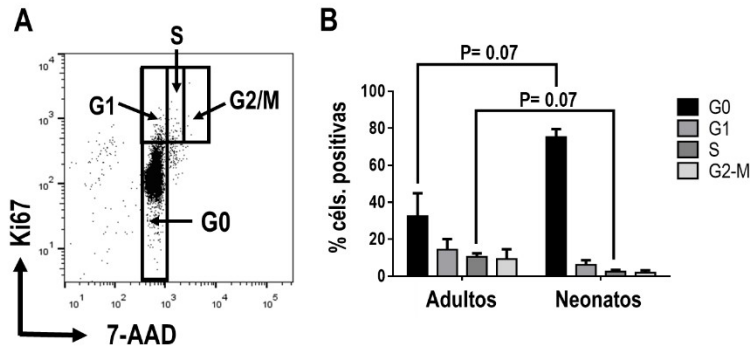 A
S
G1
G2/M
G0
Ki67
10⁴
10³
10²
10¹
10¹
10²
10³
10⁴
10⁵
7-AAD
B
P= 0.07
P= 0.07
% céls. positivas
100
80
60
40
20
0
Adultos
Neonatos
G0
G1
S
G2-M